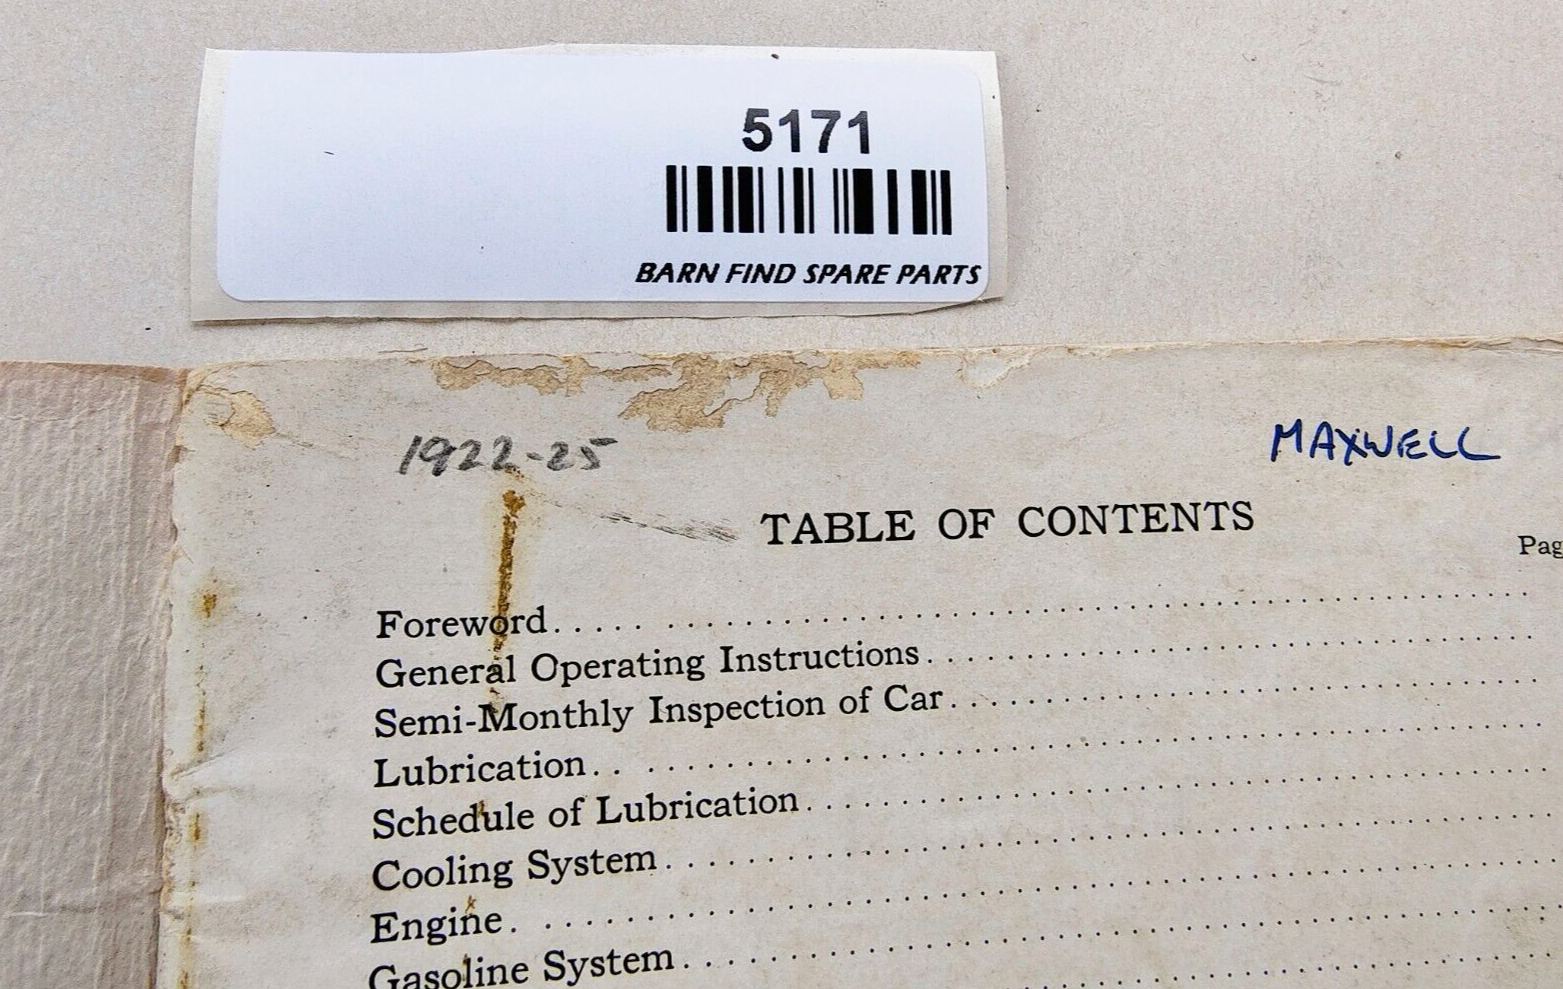 5171
BARN FIND SPARE PARTS
1922-25
MAXWELL
TABLE OF CONTENTS
Pag
Foreword..... ........................................
General Operating Instructions.............................
Semi-Monthly Inspection of Car............................
Lubrication.. ........................................
Schedule of Lubrication..................................
Cooling System........................................
Engine. .............................................
Gasoline System.......................................